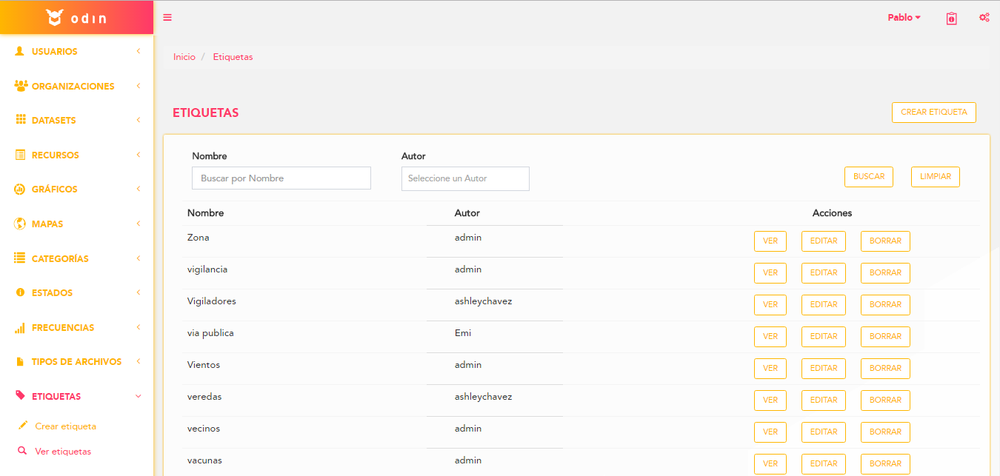 odin
Pablo
USUARIOS
ORGANIZACIONES
DATASETS
RECURSOS
GRÁFICOS
MAPAS
CATEGORÍAS
ESTADOS
FRECUENCIAS
TIPOS DE ARCHIVOS
ETIQUETAS
Crear etiqueta
Ver etiquetas
Inicio / Etiquetas
ETIQUETAS CREAR ETIQUETA
Nombre Autor
Buscar por Nombre Seleccione un Autor BUSCAR LIMPIAR
Nombre Autor Acciones
Zona admin VER EDITAR BORRAR
vigilancia admin VER EDITAR BORRAR
Vigiladores ashleychavez VER EDITAR BORRAR
via publica Emi VER EDITAR BORRAR
Vientos admin VER EDITAR BORRAR
veredas ashleychavez VER EDITAR BORRAR
vecinos admin VER EDITAR BORRAR
vacunas admin VER EDITAR BORRAR